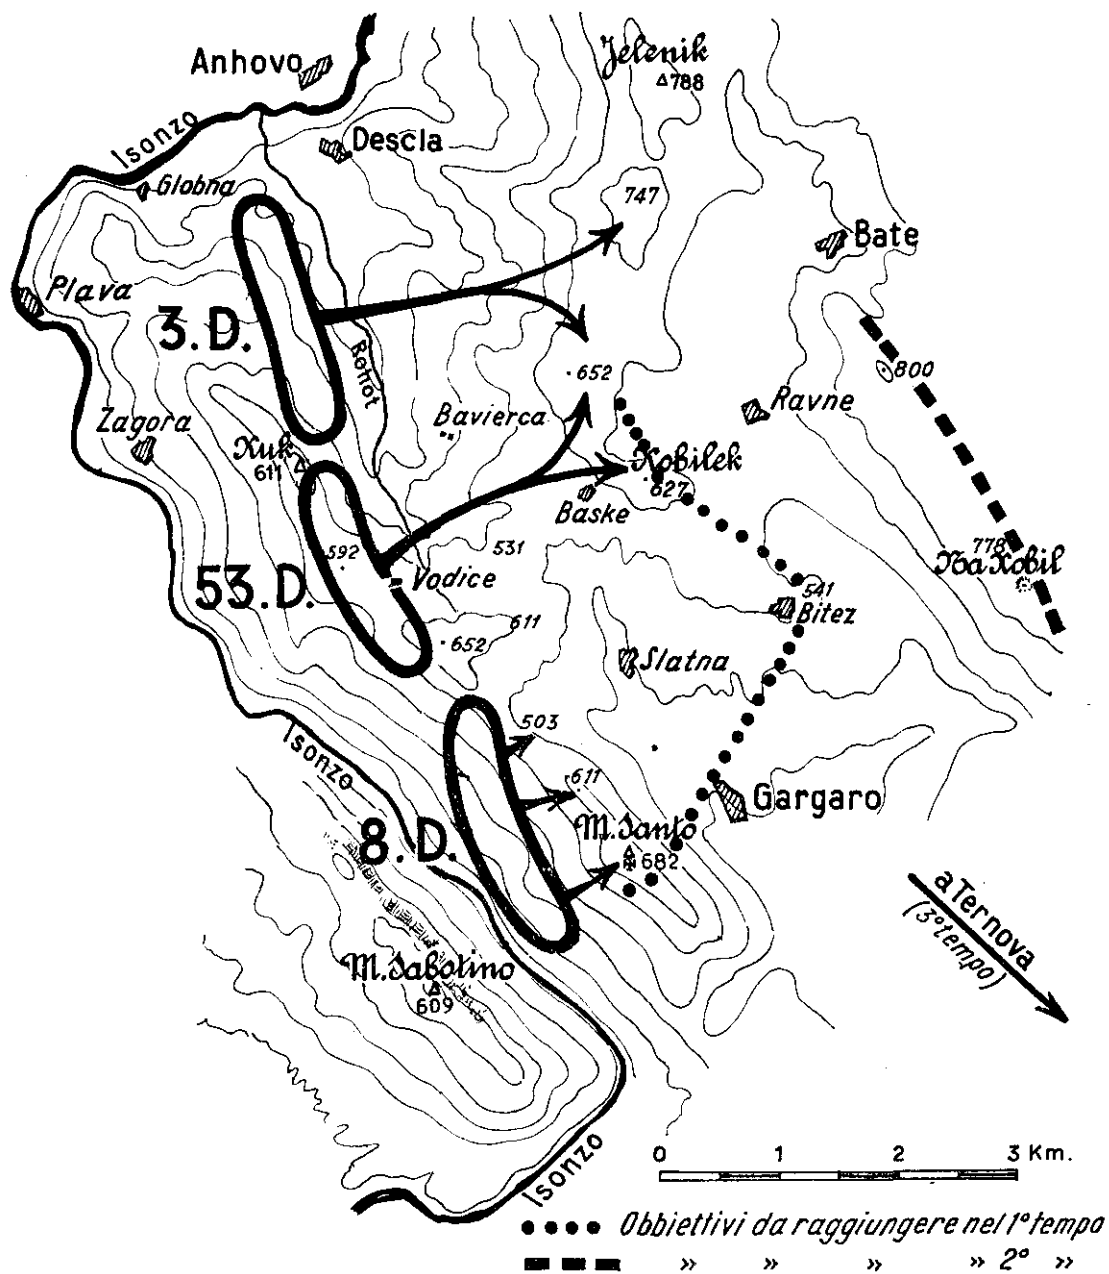 Jelenik
788
Anhovo
Isonzo
Descla
Globna
747
Bate
Plava
3.D.
Rohot
652
800
Ravne
Zagora
Bavierca
Kuk
611
Kobilek
627
Baske
592
531
778
Na Kobil
53.D.
Vodice
541
Bitez
611
652
Slatna
503
Isonzo
611
Gargaro
M. Santo
682
8.D.
a Ternova
(3° tempo)
M. Sabotino
609
0 1 2 3 Km.
Isonzo
Obbiettivi da raggiungere nel 1° tempo
» » » » 2° »